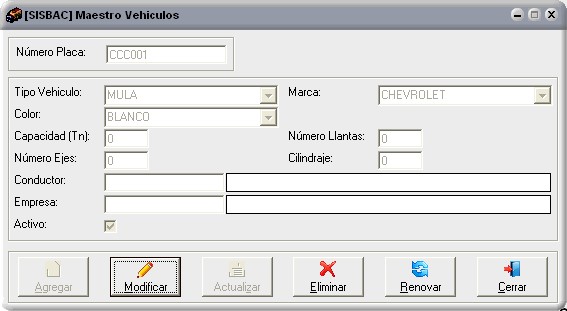 [SISBAC] Maestro Vehiculos
Número Placa: CCC001
Tipo Vehiculo: MULA Marca: CHEVROLET
Color: BLANCO
Capacidad (Tn): 0 Número Llantas: 0
Número Ejes: 0 Cilindraje: 0
Conductor:
Empresa:
Activo:
Agregar Modificar Actualizar Eliminar Renovar Cerrar